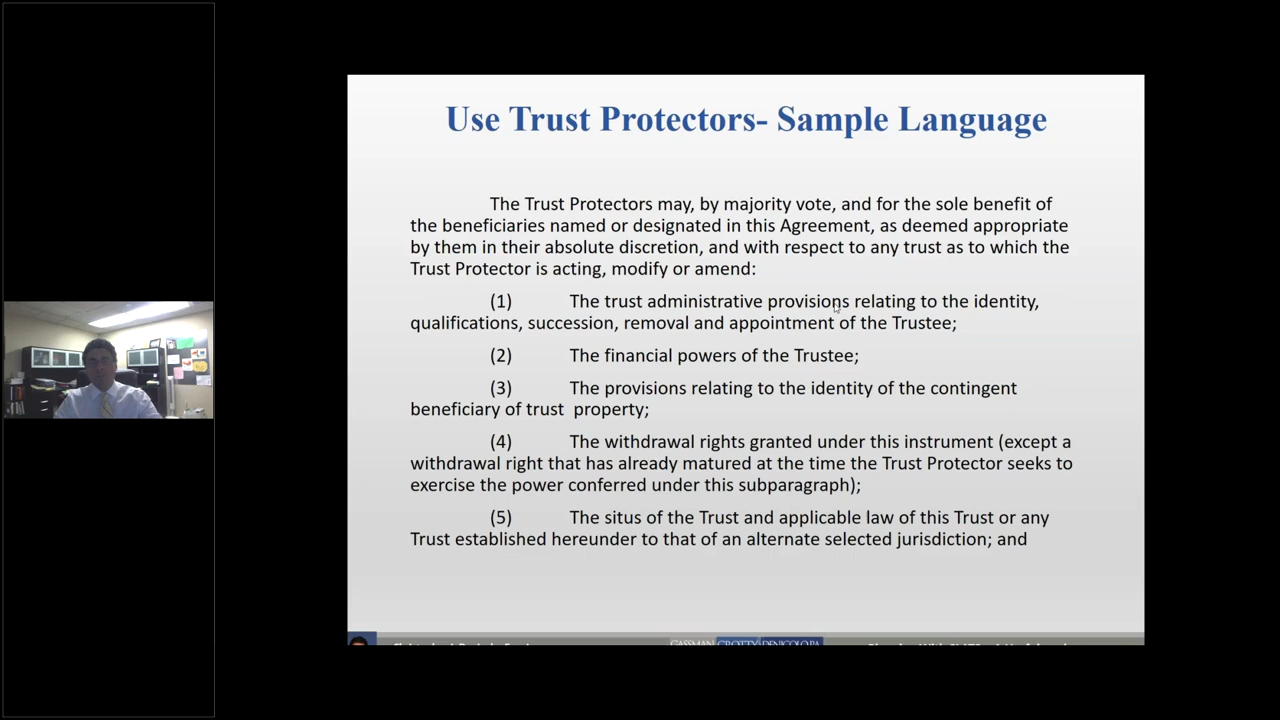 Use Trust Protectors- Sample Language
The Trust Protectors may, by majority vote, and for the sole benefit of
the beneficiaries named or designated in this Agreement, as deemed appropriate
by them in their absolute discretion, and with respect to any trust as to which the
Trust Protector is acting, modify or amend:
(1) The trust administrative provisions relating to the identity,
qualifications, succession, removal and appointment of the Trustee;
(2) The financial powers of the Trustee;
(3) The provisions relating to the identity of the contingent
beneficiary of trust property;
(4) The withdrawal rights granted under this instrument (except a
withdrawal right that has already matured at the time the Trust Protector seeks to
exercise the power conferred under this subparagraph);
(5) The situs of the Trust and applicable law of this Trust or any
Trust established hereunder to that of an alternate selected jurisdiction; and
GASSMAN CROTTY DENICOLO PA